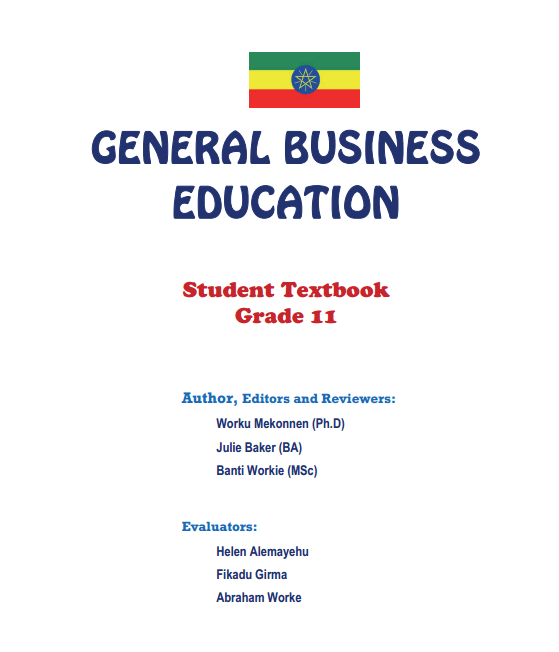 GENERAL BUSINESS
EDUCATION
Student Textbook
Grade 11
Author, Editors and Reviewers:
Worku Mekonnen (Ph.D)
Julie Baker (BA)
Banti Workie (MSc)
Evaluators:
Helen Alemayehu
Fikadu Girma
Abraham Worke